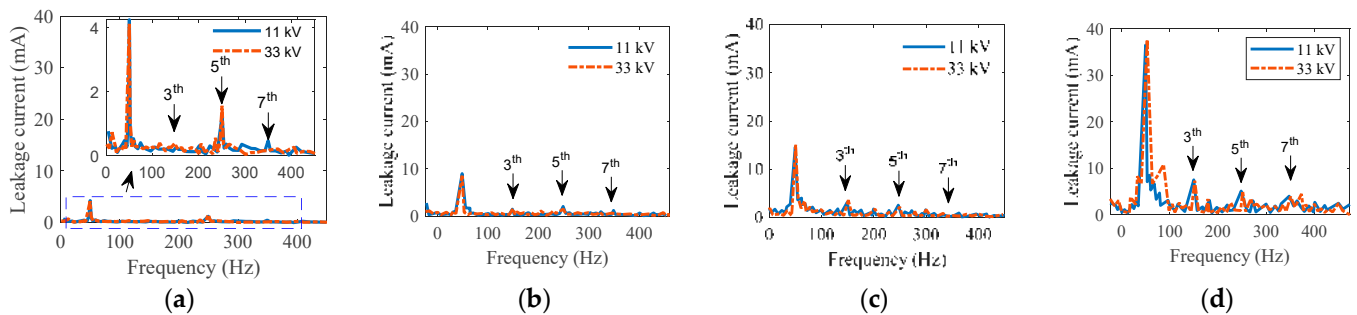 40
30
20
10
0
Leakage current (mA)
4
2
0
11 kV
33 kV
3th
5th
7th
0 100 200 300 400
0 100 200 300 400
Frequency (Hz)
(a)
40
30
20
10
0
Leakage current (mA)
11 kV
33 kV
3th
5th
7th
0 100 200 300 400
Frequency (Hz)
(b)
40
30
20
10
0
Leakage current (mA)
11 kV
33 kV
3th
5th
7th
0 100 200 300 400
Frequency (Hz)
(c)
40
30
20
10
0
Leakage current (mA)
11 kV
33 kV
3th
5th
7th
0 100 200 300 400
Frequency (Hz)
(d)